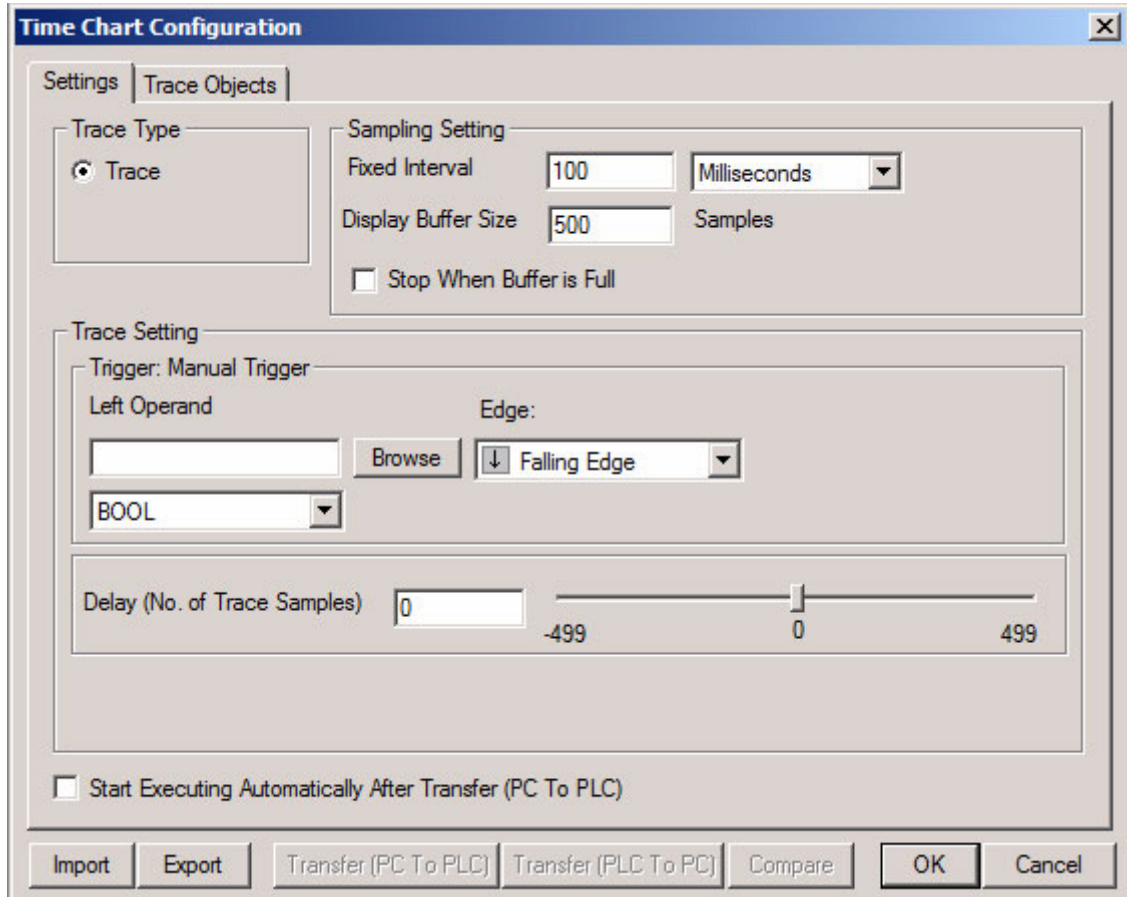 Time Chart Configuration
Settings
Trace Objects
Trace Type
Trace
Sampling Setting
Fixed Interval
100
Milliseconds
Display Buffer Size
500
Samples
Stop When Buffer is Full
Trace Setting
Trigger: Manual Trigger
Left Operand
Edge:
Browse
Falling Edge
BOOL
Delay (No. of Trace Samples)
0
-499
0
499
Start Executing Automatically After Transfer (PC To PLC)
Import
Export
Transfer (PC To PLC)
Transfer (PLC To PC)
Compare
OK
Cancel